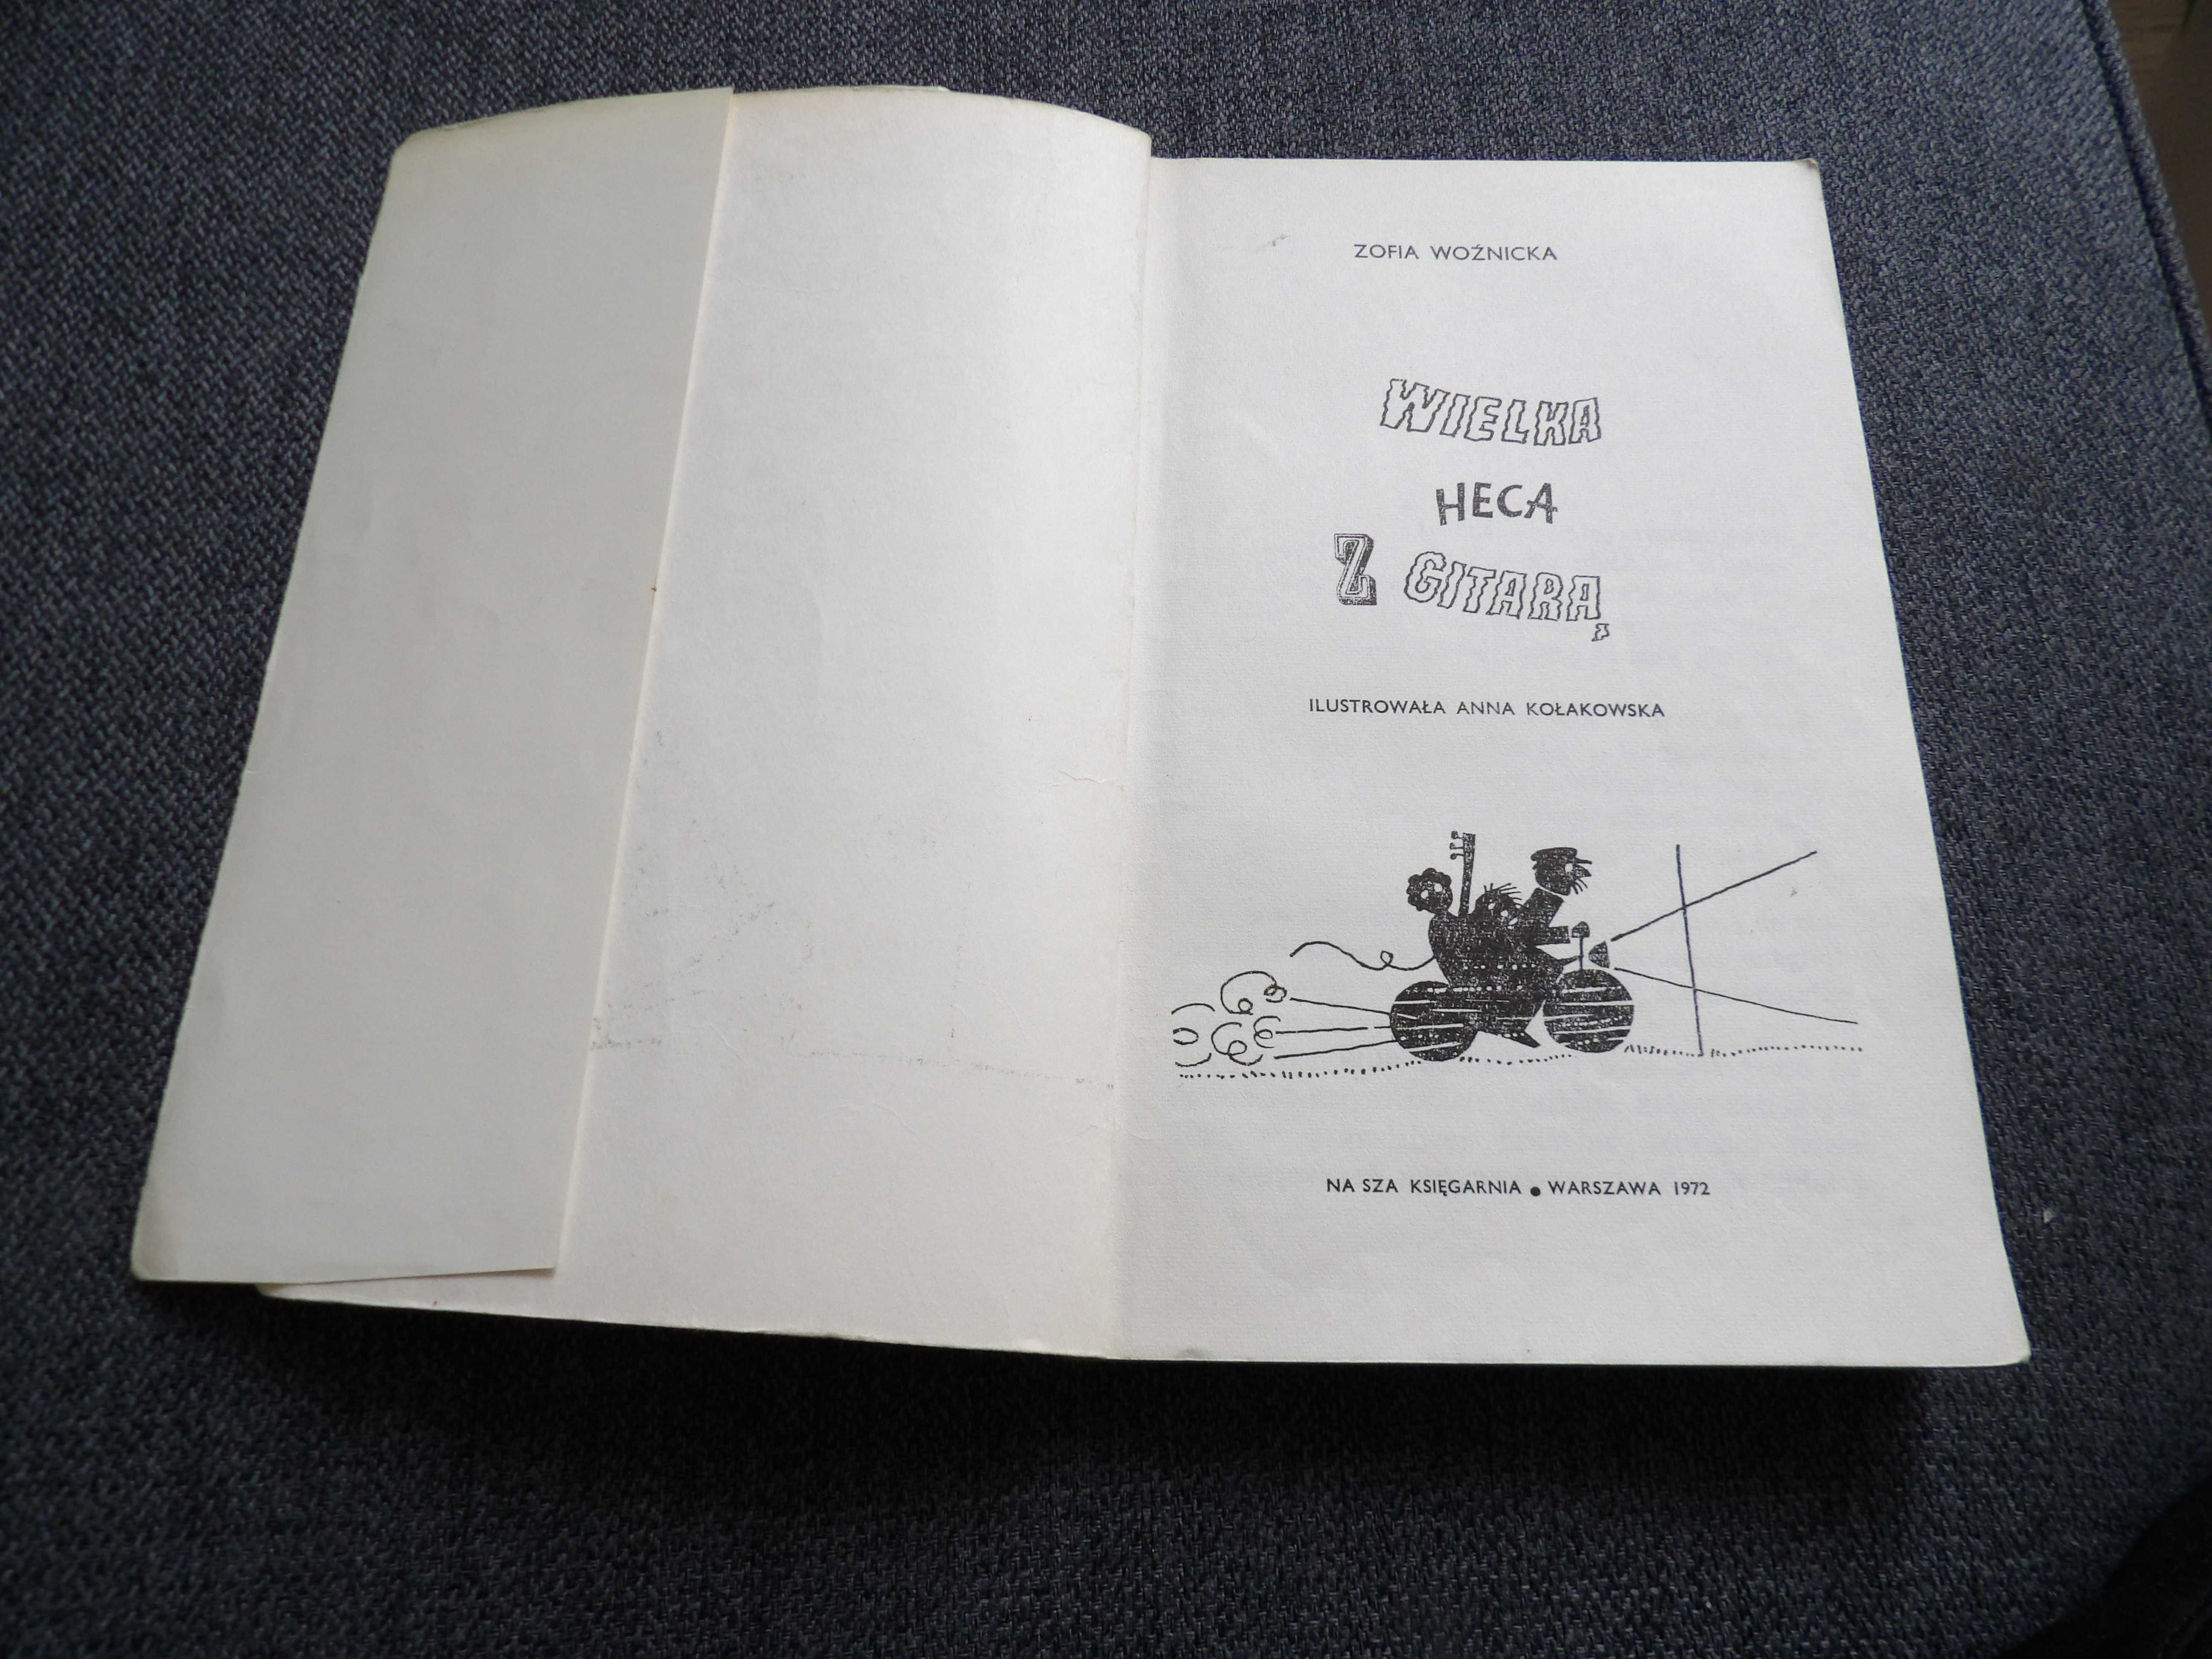 ZOFIA WOŹNICKA
WIELKA
HECA
Z GITARĄ
ILUSTROWAŁA ANNA KOŁAKOWSKA
NA SZA KSIĘGARNIA ● WARSZAWA 1972